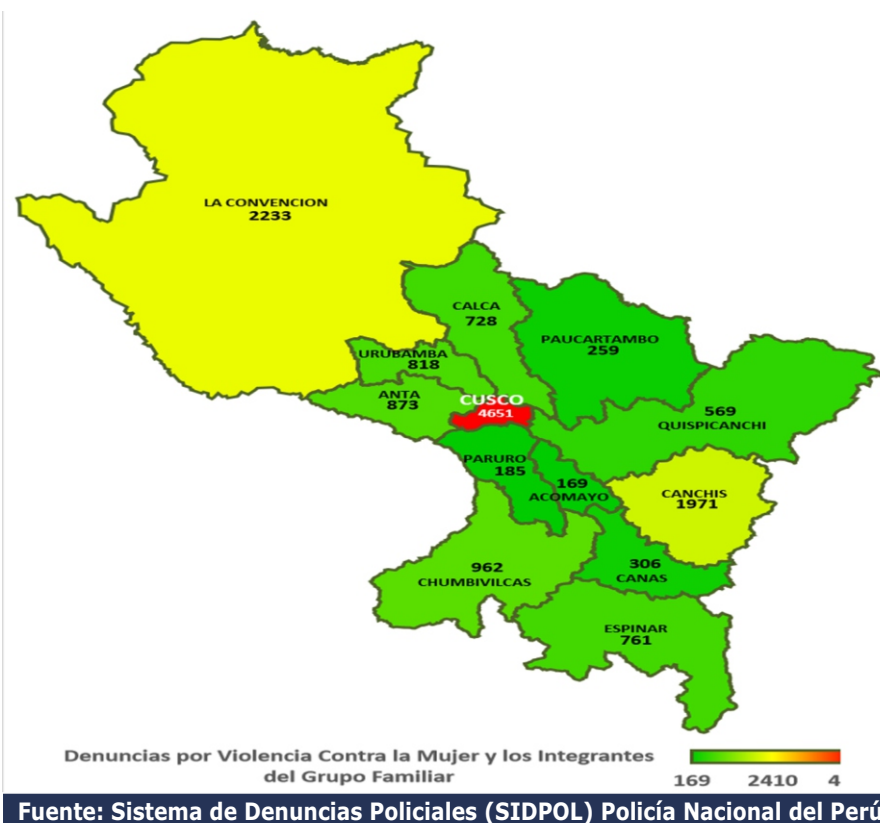 LA CONVENCION
2233
CALCA
728
PAUCARTAMBO
259
URUBAMBA
818
ANTA
873
CUSCO
4651
569
QUISPICANCHI
PARURO
185
169
ACOMAYO
CANCHIS
1971
962
CHUMBIVILCAS
306
CANAS
ESPINAR
761
Denuncias por Violencia Contra la Mujer y los Integrantes
del Grupo Familiar
169 2410 4
Fuente: Sistema de Denuncias Policiales (SIDPOL) Policía Nacional del Perú